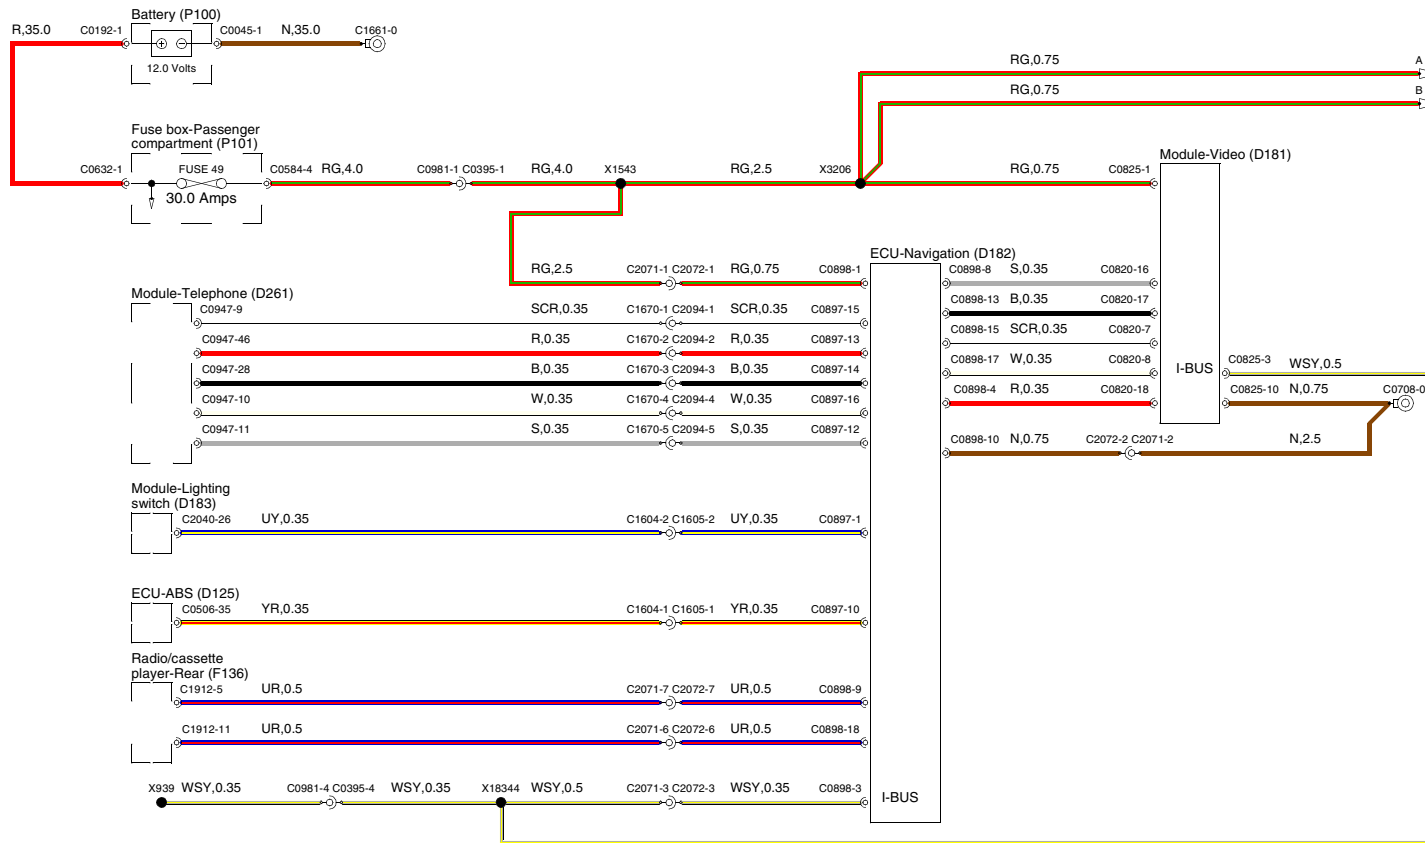 Battery (P100)
R,35.0 C0192-1 C0045-1 N,35.0 C1661-0
12.0 Volts
RG,0.75 A
RG,0.75 B
Fuse box-Passenger
compartment (P101)
Module-Video (D181)
C0632-1 FUSE 49 C0584-4 RG,4.0 C0981-1 C0395-1 RG,4.0 X1543 RG,2.5 X3206 RG,0.75 C0825-1
30.0 Amps
ECU-Navigation (D182)
RG,2.5 C2071-1 C2072-1 RG,0.75 C0898-1 C0898-8 S,0.35 C0820-16
Module-Telephone (D261)
C0898-13 B,0.35 C0820-17
C0947-9 SCR,0.35 C1670-1 C2094-1 SCR,0.35 C0897-15
C0898-15 SCR,0.35 C0820-7
C0947-46 R,0.35 C1670-2 C2094-2 R,0.35 C0897-13
C0898-17 W,0.35 C0820-8 C0825-3 WSY,0.5
I-BUS
C0947-28 B,0.35 C1670-3 C2094-3 B,0.35 C0897-14
C0898-4 R,0.35 C0820-18 C0825-10 N,0.75 C0708-0
C0947-10 W,0.35 C1670-4 C2094-4 W,0.35 C0897-16
C0947-11 S,0.35 C1670-5 C2094-5 S,0.35 C0897-12
C0898-10 N,0.75 C2072-2 C2071-2 N,2.5
Module-Lighting
switch (D183)
C2040-26 UY,0.35 C1604-2 C1605-2 UY,0.35 C0897-1
ECU-ABS (D125)
C0506-35 YR,0.35 C1604-1 C1605-1 YR,0.35 C0897-10
Radio/cassette
player-Rear (F136)
C1912-5 UR,0.5 C2071-7 C2072-7 UR,0.5 C0898-9
C1912-11 UR,0.5 C2071-6 C2072-6 UR,0.5 C0898-18
X939 WSY,0.35 C0981-4 C0395-4 WSY,0.35 X18344 WSY,0.5 C2071-3 C2072-3 WSY,0.35 C0898-3
I-BUS